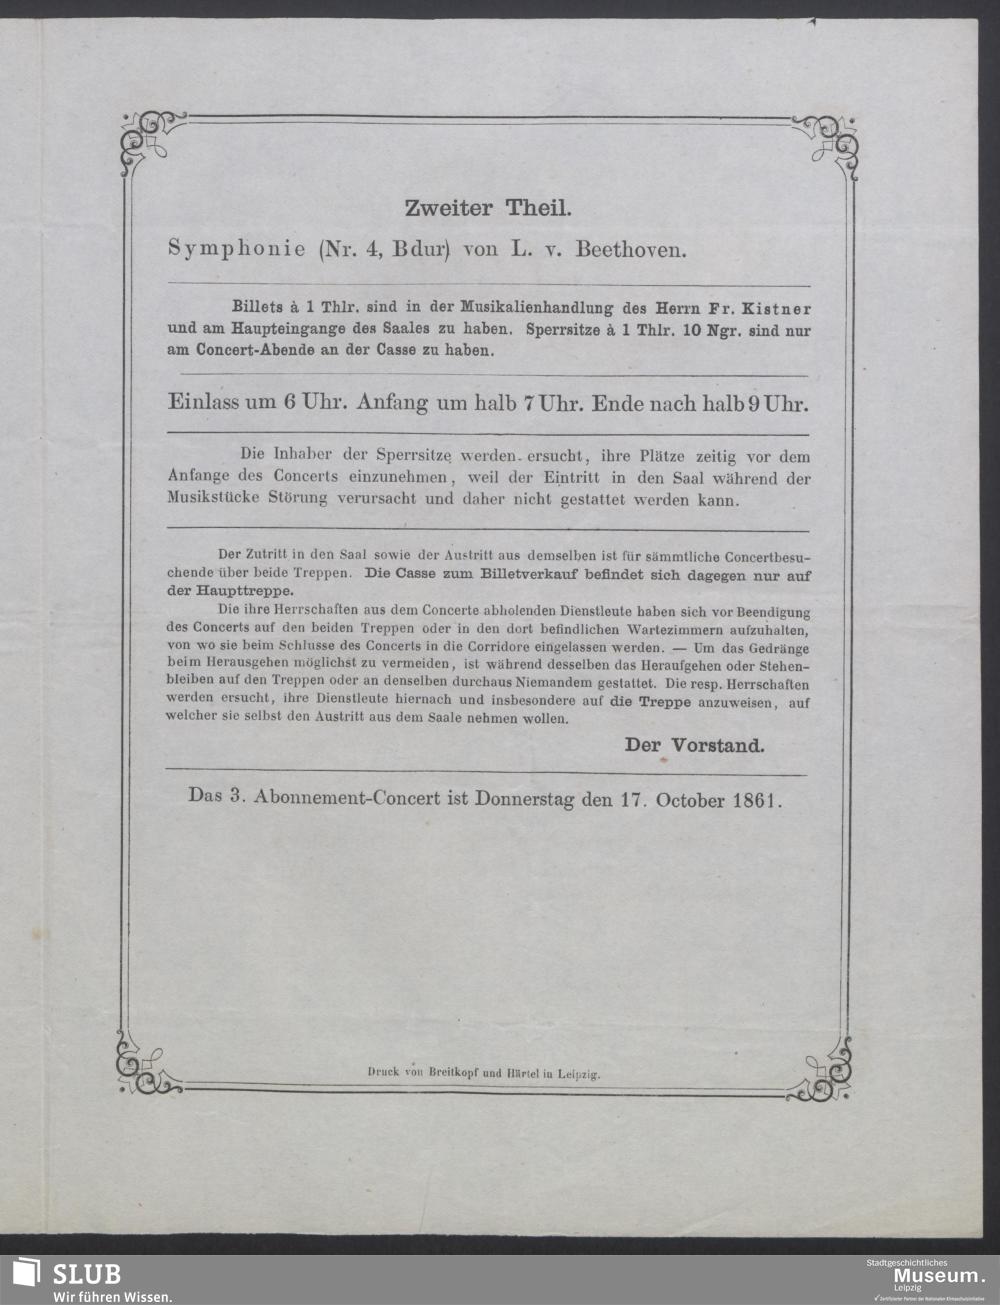 Zweiter Theil.
Symphonie (Nr. 4, Bdur) von L. v. Beethoven.
Billets à 1 Thlr. sind in der Musikalienhandlung des Herrn Fr. Kistner
und am Haupteingange des Saales zu haben. Sperrsitze à 1 Thlr. 10 Ngr. sind nur
am Concert-Abende an der Casse zu haben.
Einlass um 6 Uhr. Anfang um halb 7 Uhr. Ende nach halb 9 Uhr.
Die Inhaber der Sperrsitze werden ersucht, ihre Plätze zeitig vor dem
Anfange des Concerts einzunehmen, weil der Eintritt in den Saal während der
Musikstücke Störung verursacht und daher nicht gestattet werden kann.
Der Zutritt in den Saal sowie der Austritt aus demselben ist für sämmtliche Concertbesu-
chende über beide Treppen. Die Casse zum Billetverkauf befindet sich dagegen nur auf
der Haupttreppe.
Die ihre Herrschaften aus dem Concerte abholenden Dienstleute haben sich vor Beendigung
des Concerts auf den beiden Treppen oder in den dort befindlichen Wartezimmern aufzuhalten,
von wo sie beim Schlusse des Concerts in die Corridore eingelassen werden. — Um das Gedränge
beim Herausgehen möglichst zu vermeiden, ist während desselben das Heraufgehen oder Stehen-
bleiben auf den Treppen oder an denselben durchaus Niemandem gestattet. Die resp. Herrschaften
werden ersucht, ihre Dienstleute hiernach und insbesondere auf die Treppe anzuweisen, auf
welcher sie selbst den Austritt aus dem Saale nehmen wollen.
Der Vorstand.
Das 3. Abonnement-Concert ist Donnerstag den 17. October 1861.
Druck von Breitkopf und Härtel in Leipzig.
SLUB
Wir führen Wissen.
Stadtgeschichtliches
Museum.
Leipzig
Zertifizierter Partner der Nationalen Klimaschutzinitiative